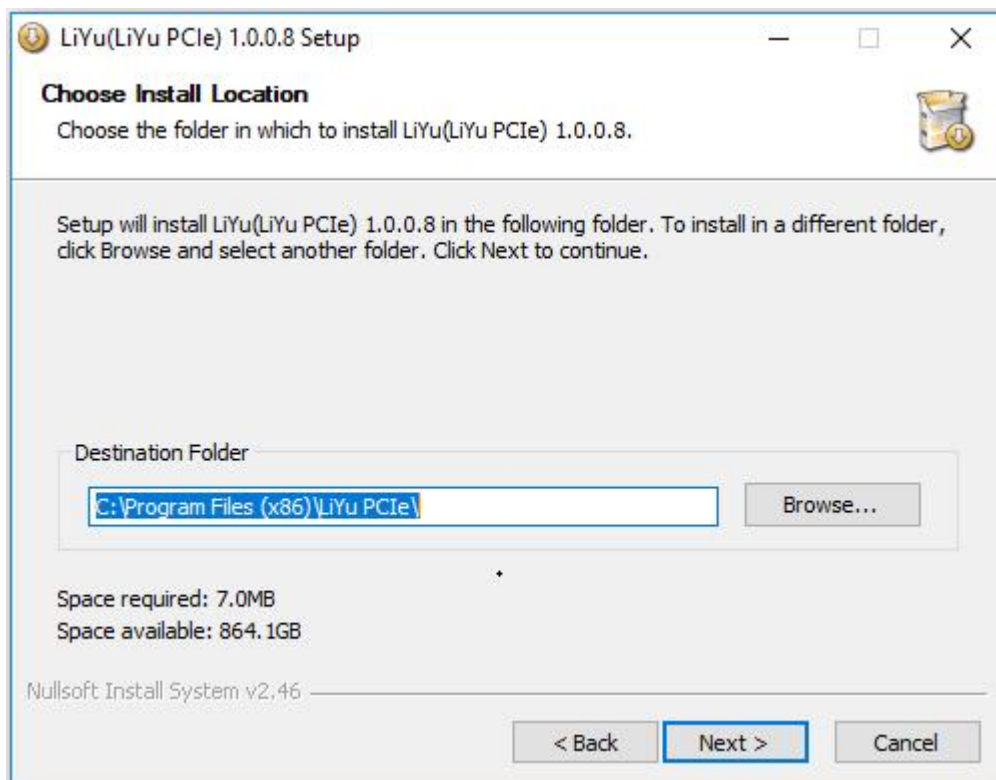 LiYu(LiYu PCIe) 1.0.0.8 Setup
Choose Install Location
Choose the folder in which to install LiYu(LiYu PCIe) 1.0.0.8.
Setup will install LiYu(LiYu PCIe) 1.0.0.8 in the following folder. To install in a different folder,
click Browse and select another folder. Click Next to continue.
Destination Folder
C:\Program Files (x86)\LiYu PCIe\
Browse...
Space required: 7.0MB
Space available: 864.1GB
Nullsoft Install System v2.46
< Back
Next >
Cancel